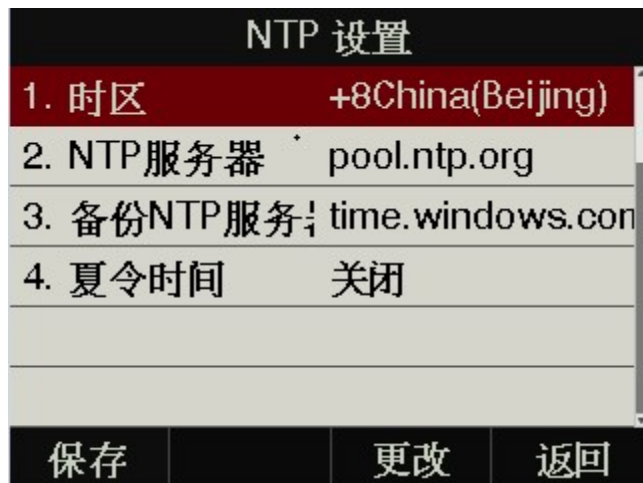 NTP 设置
1. 时区 +8China(Beijing)
2. NTP服务器 pool.ntp.org
3. 备份NTP服务 time.windows.com
4. 夏令时间 关闭
保存 更改 返回